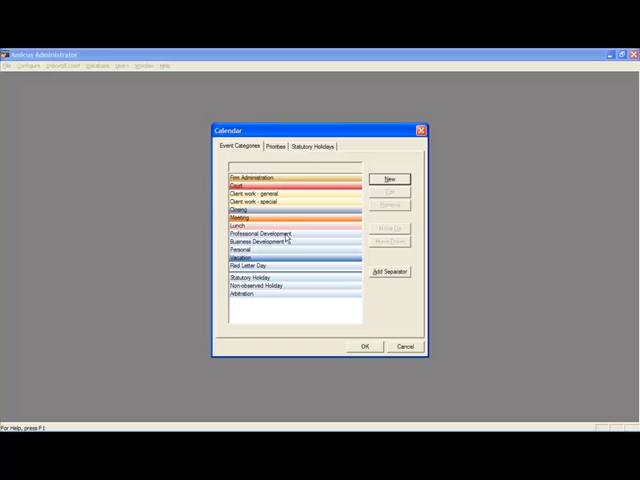 Amicus Administrator
File Configure Import/Export Database Users Window Help
Calendar
Event Categories Priorities Statutory Holidays
Firm Administration
Court
Client work - general
Client work - special
Closing
Meeting
Lunch
Professional Development
Business Development
Personal
Vacation
Red Letter Day
Statutory Holiday
Non-observed Holiday
Arbitration
New
Edit
Remove
Move Up
Move Down
Add Separator
OK Cancel
For Help, press F1